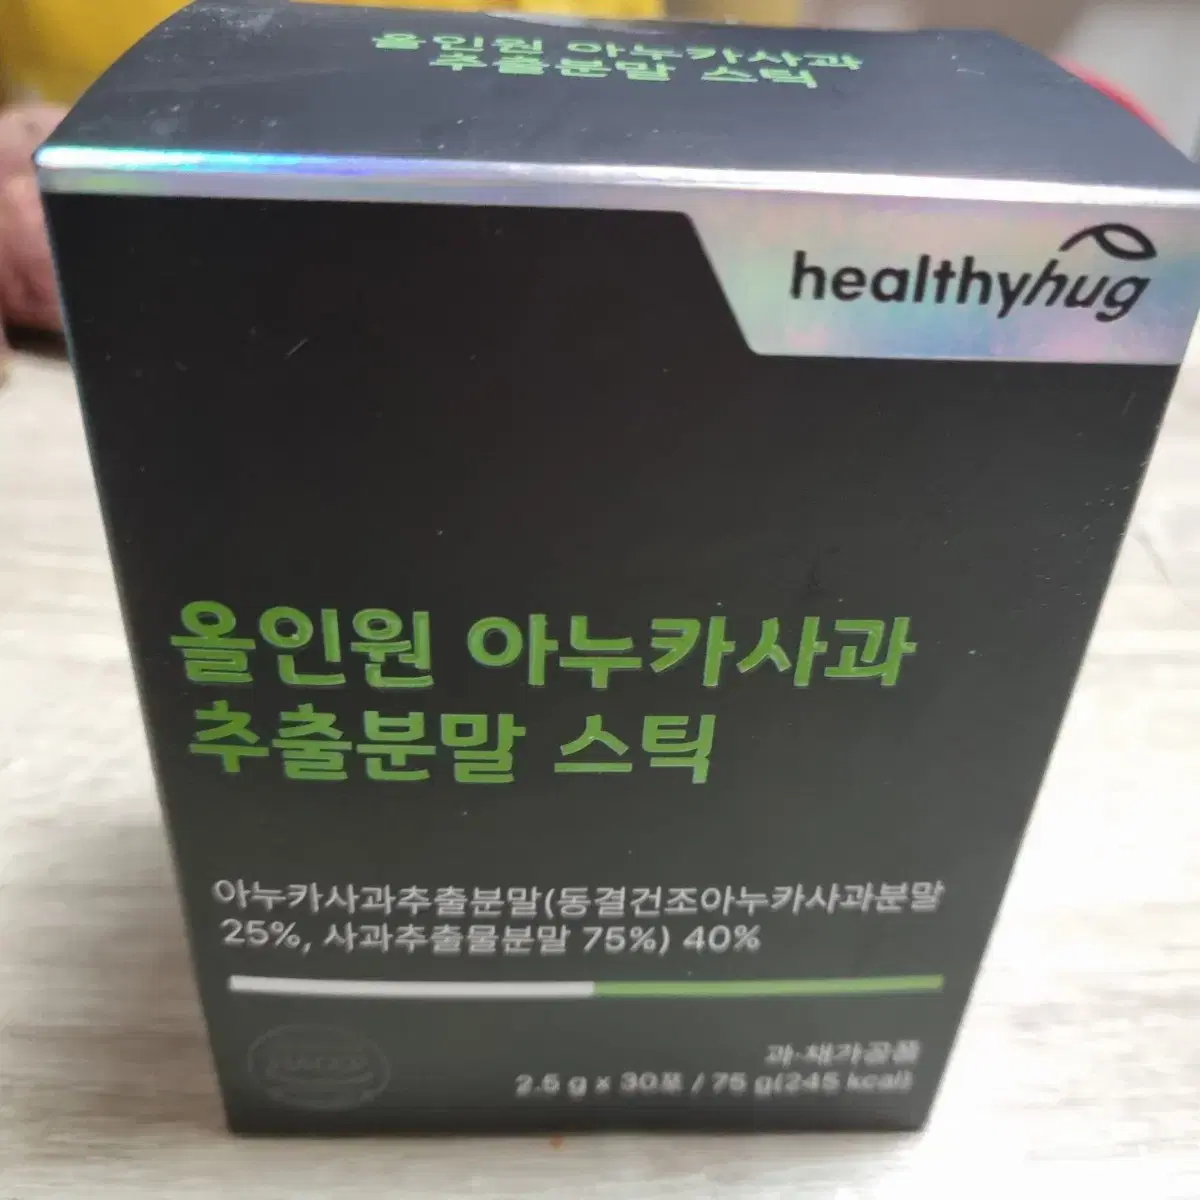 올인원 아누카사과
추출분말 스틱
healthyhug
올인원 아누카사과
추출분말 스틱
아누카사과추출분말(동결건조아누카사과분말
25%, 사과추출물분말 75%) 40%
과·채가공품
2.5 g x 30포 / 75 g(245 kcal)
HACCP